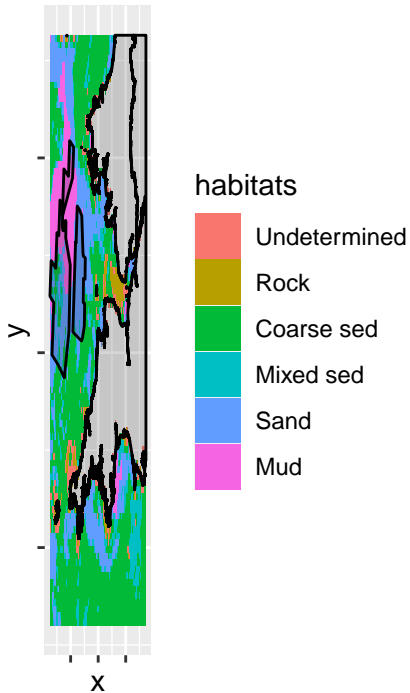 habitats
Undetermined
Rock
Coarse sed
Mixed sed
Sand
Mud
y
x